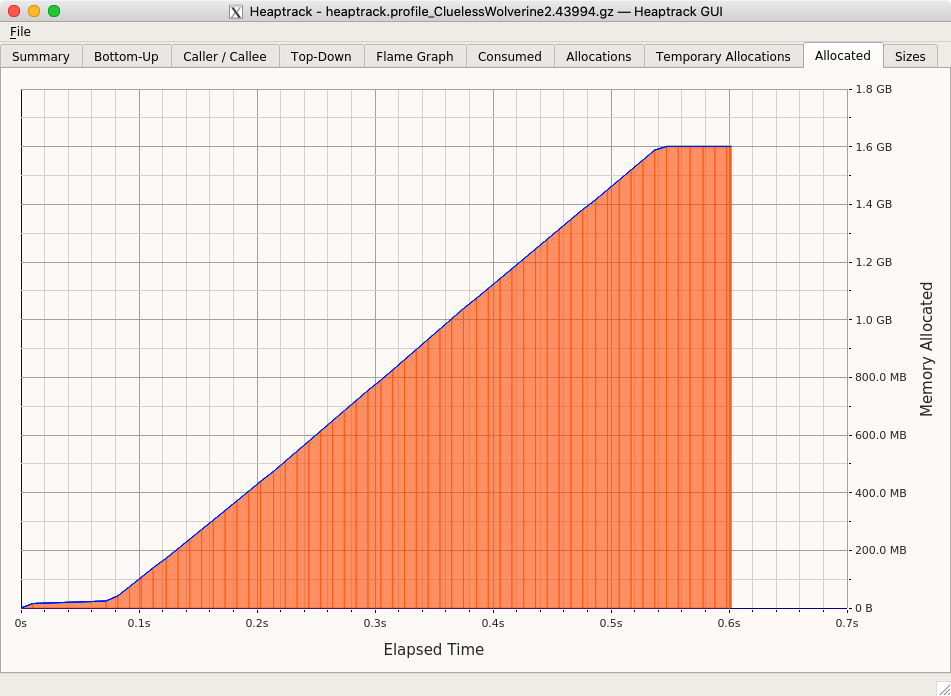 Heaptrack - heaptrack.profile_CluelessWolverine2.43994.gz — Heaptrack GUI
File
Summary Bottom-Up Caller / Callee Top-Down Flame Graph Consumed Allocations Temporary Allocations Allocated Sizes
1.8 GB
1.6 GB
1.4 GB
1.2 GB
1.0 GB
800.0 MB
600.0 MB
400.0 MB
200.0 MB
0 B
Memory Allocated
0s 0.1s 0.2s 0.3s 0.4s 0.5s 0.6s 0.7s
Elapsed Time